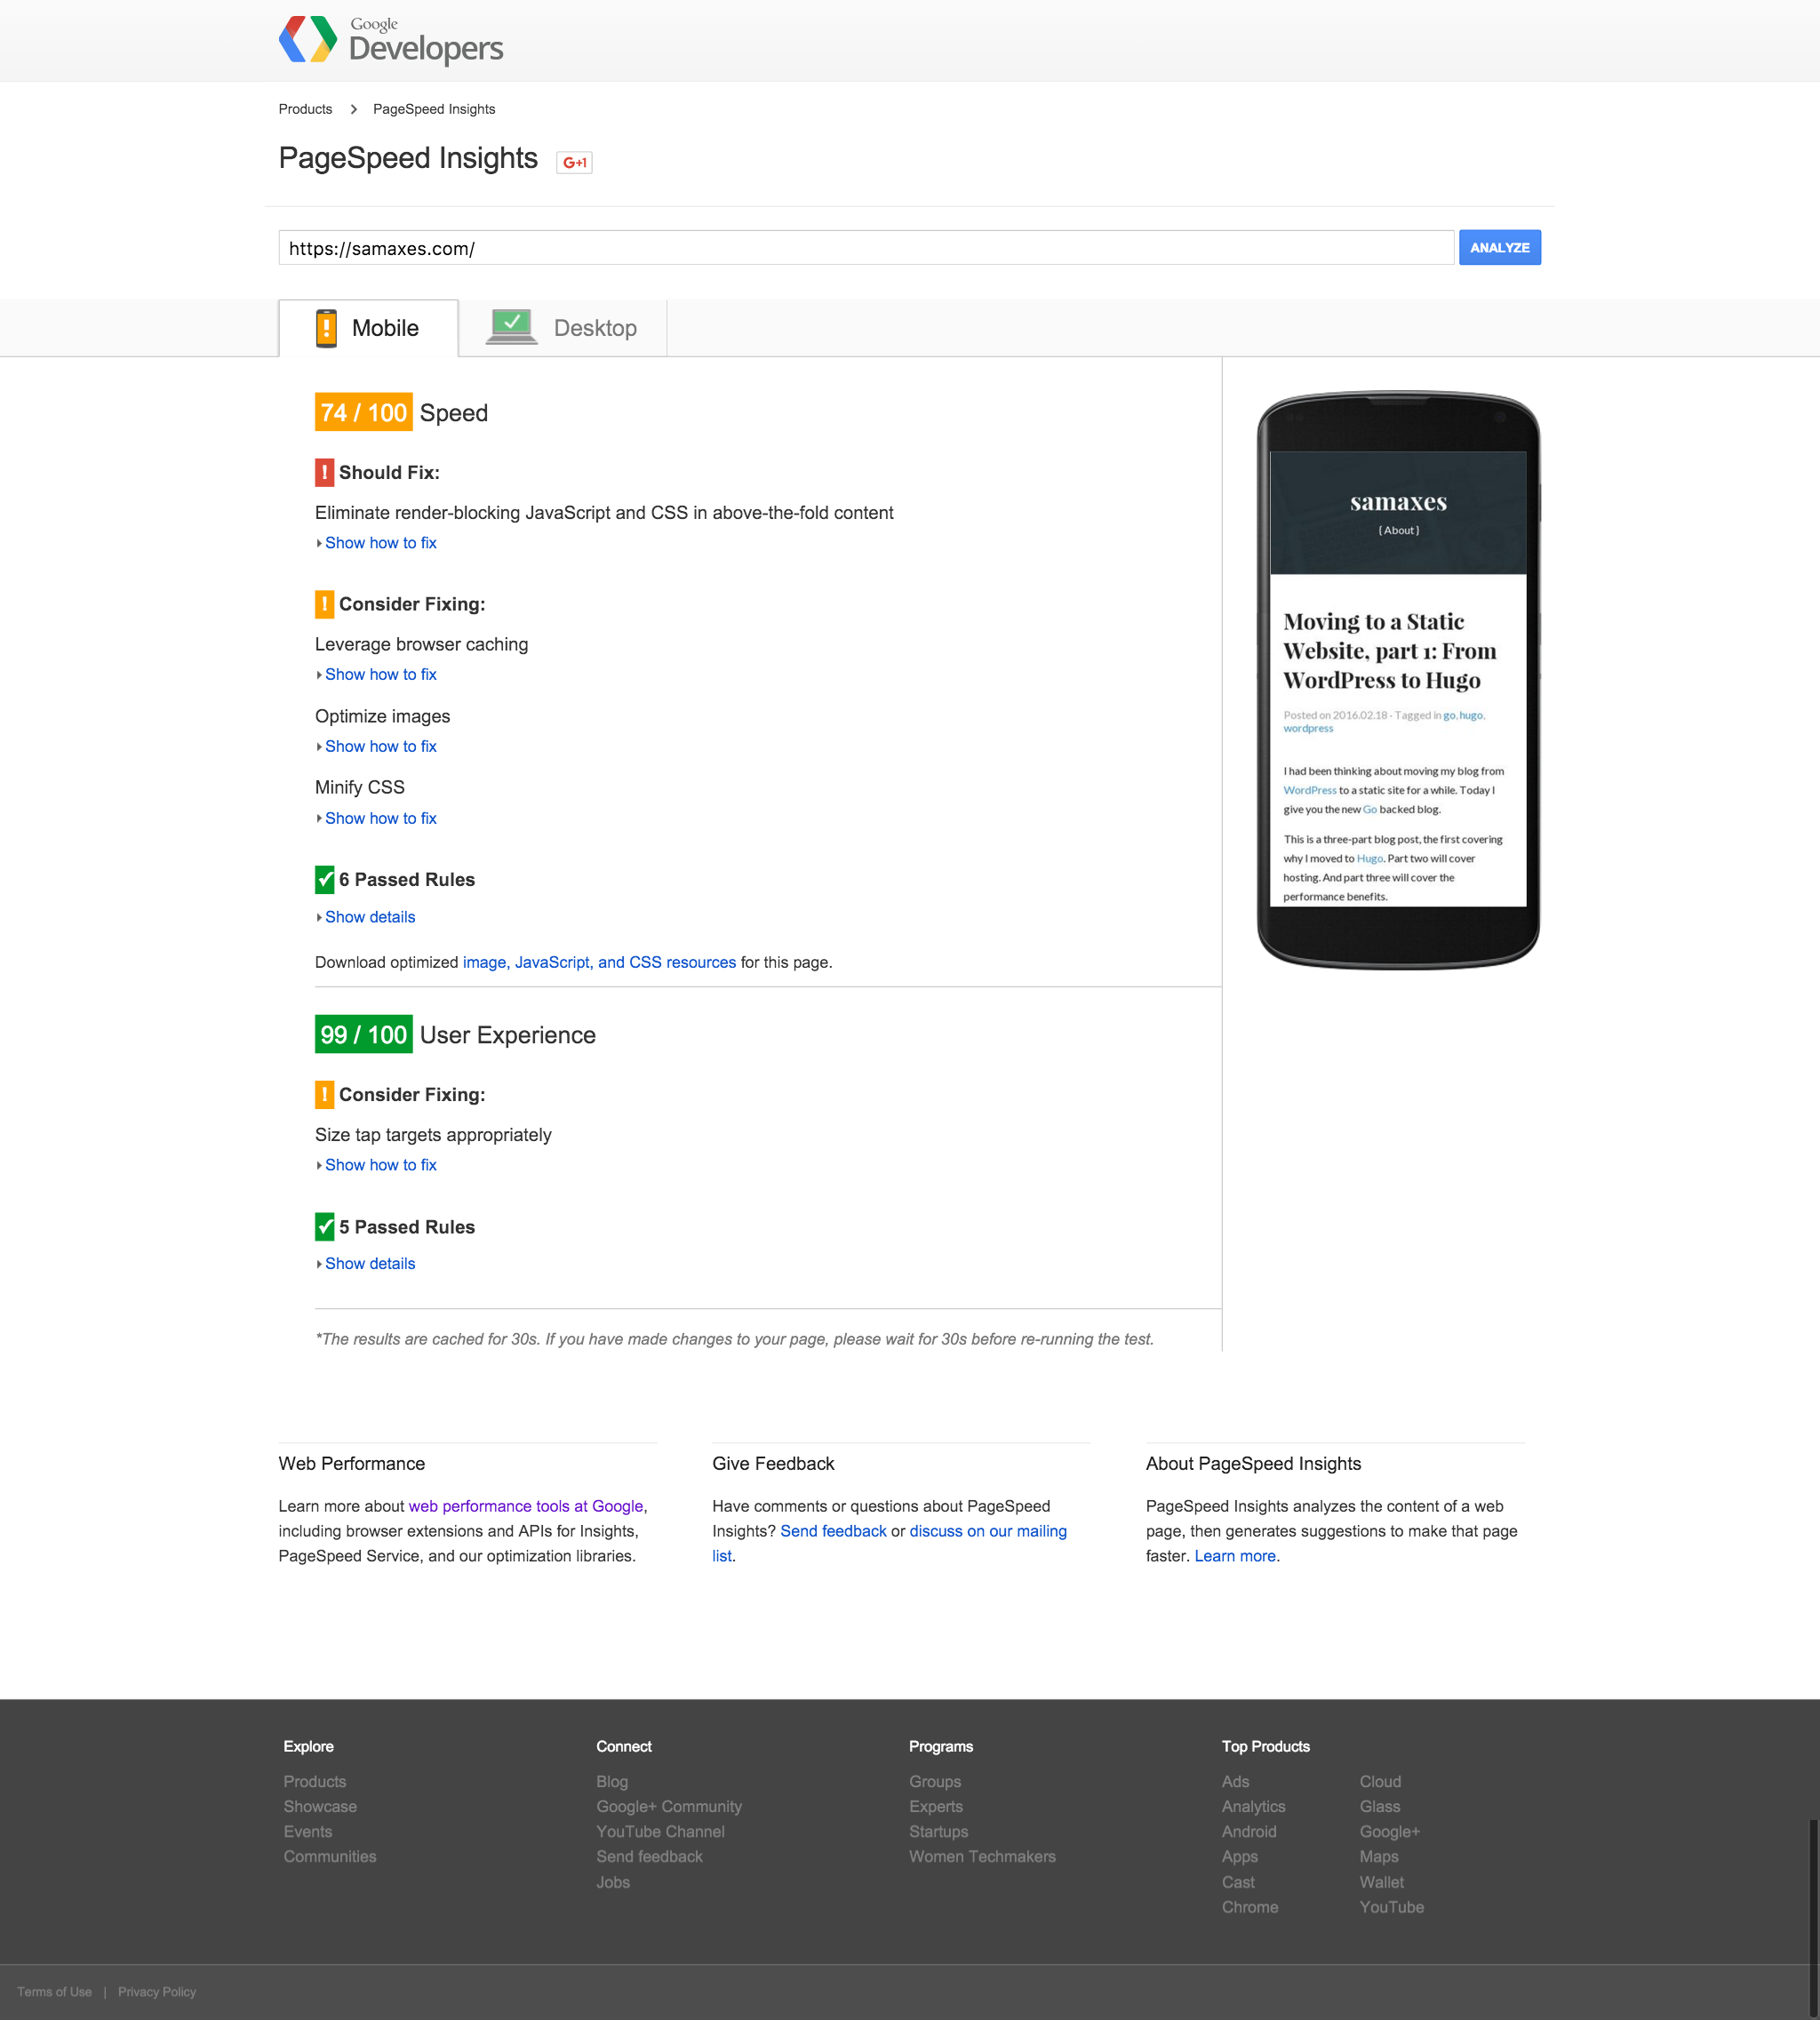 Google
Developers
Products
PageSpeed Insights
PageSpeed Insights
G+1
https://samaxes.com/
ANALYZE
! Mobile
Desktop
74 / 100 Speed
! Should Fix:
Eliminate render-blocking JavaScript and CSS in above-the-fold content
Show how to fix
! Consider Fixing:
Leverage browser caching
Show how to fix
Optimize images
Show how to fix
Minify CSS
Show how to fix
6 Passed Rules
Show details
Download optimized image, JavaScript, and CSS resources for this page.
99 / 100 User Experience
! Consider Fixing:
Size tap targets appropriately
Show how to fix
5 Passed Rules
Show details
*The results are cached for 30s. If you have made changes to your page, please wait for 30s before re-running the test.
samaxes
{ About }
Moving to a Static
Website, part 1: From
WordPress to Hugo
Posted on 2016.02.18 - Tagged in go, hugo,
wordpress
I had been thinking about moving my blog from
WordPress to a static site for a while. Today I
give you the new Go backed blog.
This is a three-part blog post, the first covering
why I moved to Hugo. Part two will cover
hosting. And part three will cover the
performance benefits.
Web Performance
Learn more about web performance tools at Google,
including browser extensions and APIs for Insights,
PageSpeed Service, and our optimization libraries.
Give Feedback
Have comments or questions about PageSpeed
Insights? Send feedback or discuss on our mailing
list.
About PageSpeed Insights
PageSpeed Insights analyzes the content of a web
page, then generates suggestions to make that page
faster. Learn more.
Explore
Products
Showcase
Events
Communities
Connect
Blog
Google+ Community
YouTube Channel
Send feedback
Jobs
Programs
Groups
Experts
Startups
Women Techmakers
Top Products
Ads
Analytics
Android
Apps
Cast
Chrome
Cloud
Glass
Google+
Maps
Wallet
YouTube
Terms of Use | Privacy Policy